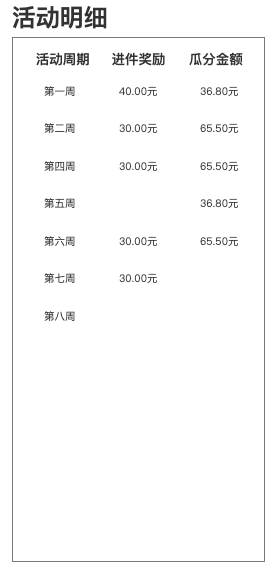 活动明细
活动周期 进件奖励 瓜分金额
第一周 40.00元 36.80元
第二周 30.00元 65.50元
第四周 30.00元 65.50元
第五周 36.80元
第六周 30.00元 65.50元
第七周 30.00元
第八周